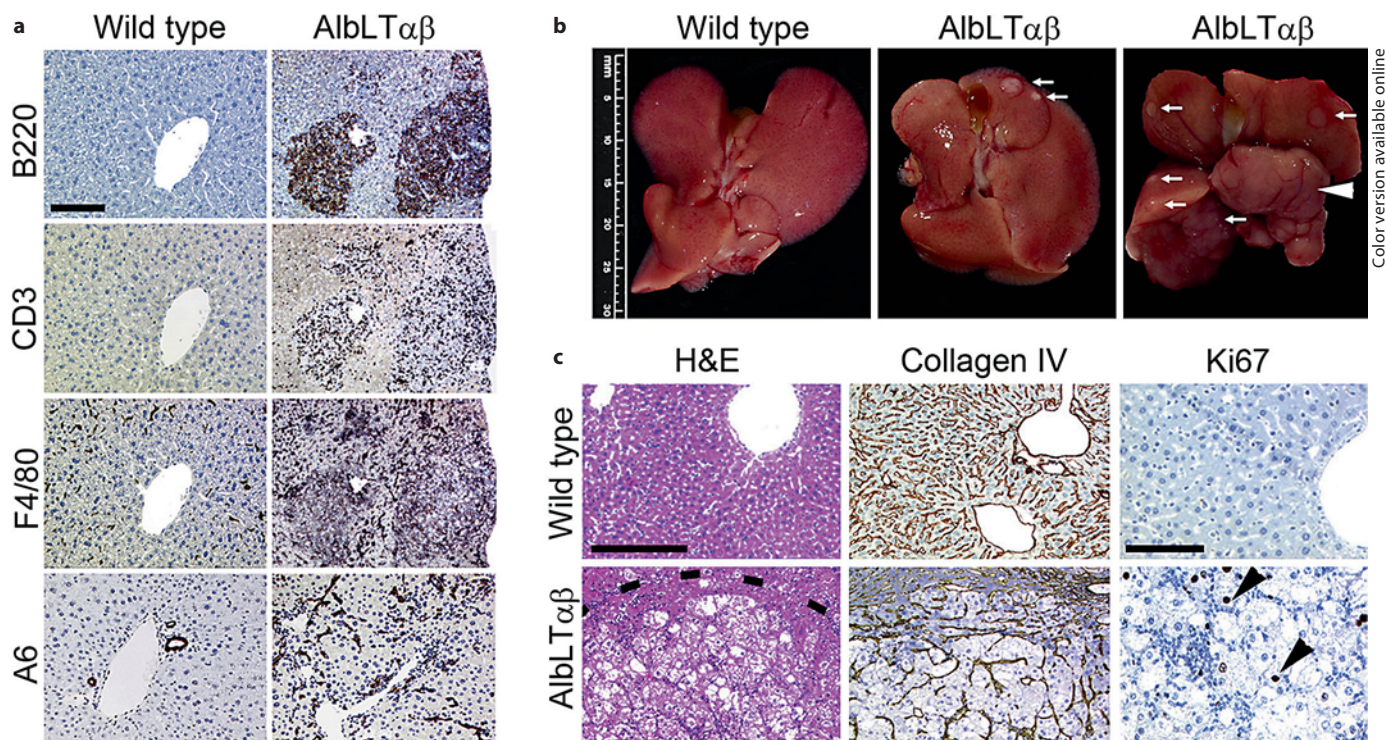 a
Wild type
AlbLTαβ
B220
CD3
F4/80
A6
b
Wild type
AlbLTαβ
AlbLTαβ
mm
5
10
15
20
25
30
Color version available online
c
H&E
Collagen IV
Ki67
Wild type
AlbLTαβ